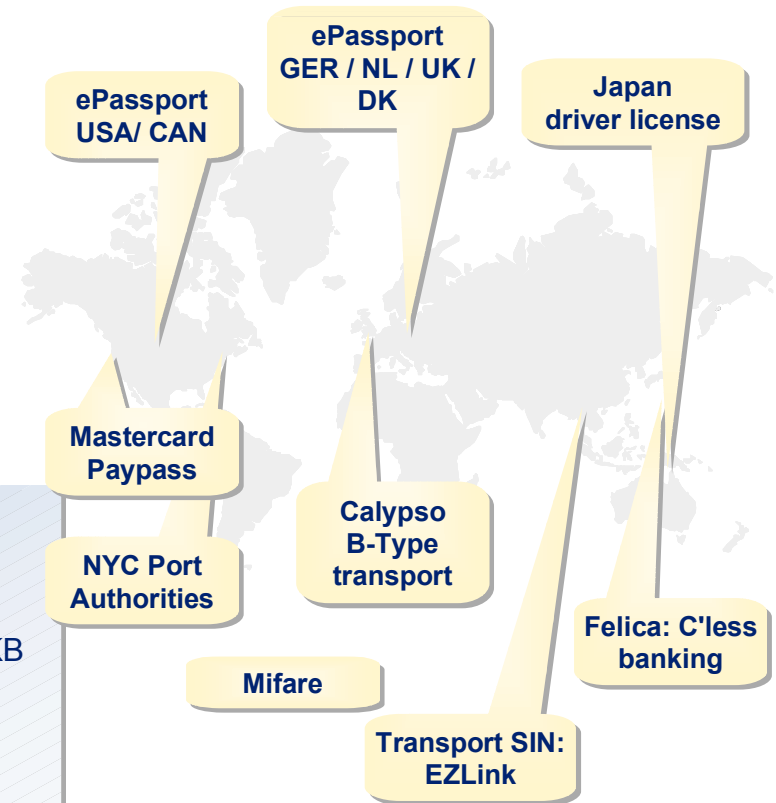 ePassport
GER / NL / UK /
DK
ePassport
USA/ CAN
Japan
driver license
Mastercard
Paypass
Calypso
B-Type
transport
NYC Port
Authorities
Felica: C'less
banking
KB
Mifare
Transport SIN:
EZLink